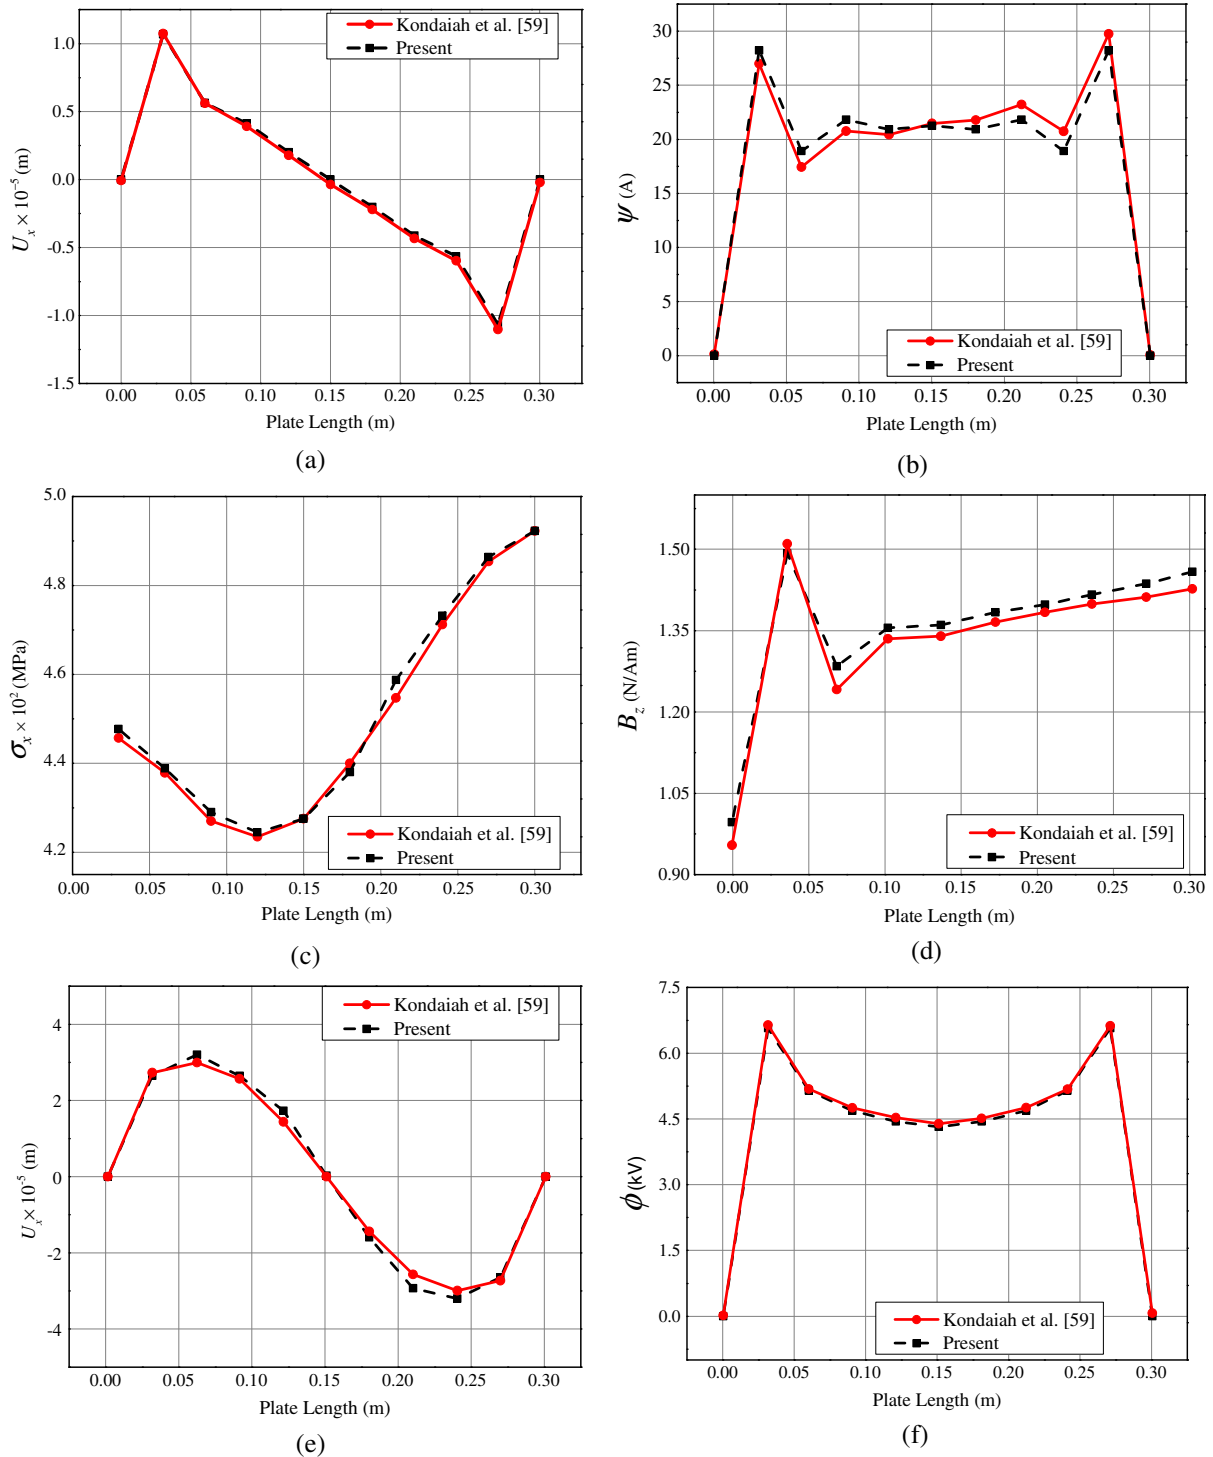 Kondaiah et al. [59]
Present
1.0
0.5
0.0
-0.5
-1.0
-1.5
U_x × 10⁻⁵ (m)
0.00 0.05 0.10 0.15 0.20 0.25 0.30
Plate Length (m)
(a)
30
25
20
15
10
5
0
ψ (A)
Kondaiah et al. [59]
Present
0.00 0.05 0.10 0.15 0.20 0.25 0.30
Plate Length (m)
(b)
5.0
4.8
4.6
4.4
4.2
σ_x × 10² (MPa)
Kondaiah et al. [59]
Present
0.00 0.05 0.10 0.15 0.20 0.25 0.30
Plate Length (m)
(c)
1.50
1.35
1.20
1.05
0.90
B_z (N/Am)
Kondaiah et al. [59]
Present
0.00 0.05 0.10 0.15 0.20 0.25 0.30
Plate Length (m)
(d)
Kondaiah et al. [59]
Present
4
2
0
-2
-4
U_x × 10⁻⁵ (m)
0.00 0.05 0.10 0.15 0.20 0.25 0.30
Plate Length (m)
(e)
7.5
6.0
4.5
3.0
1.5
0.0
ϕ (kV)
Kondaiah et al. [59]
Present
0.00 0.05 0.10 0.15 0.20 0.25 0.30
Plate Length (m)
(f)